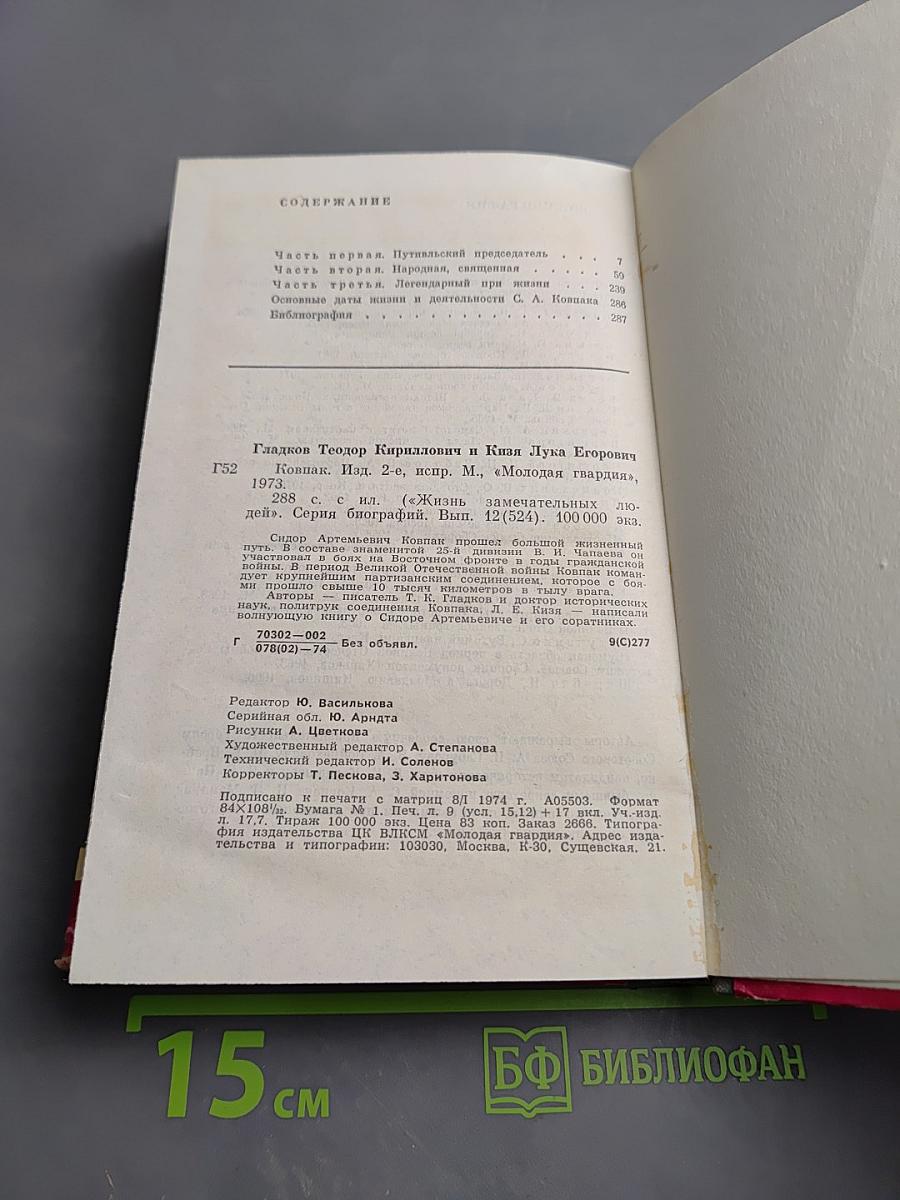 СОДЕРЖАНИЕ
Часть первая. Путивльский председатель . . . 7
Часть вторая. Народная, священная . . . . . 59
Часть третья. Легендарный при жизни . . . 239
Основные даты жизни и деятельности С. А. Ковпака 286
Библиография . . . . . . . . . . . . . . . 287
Гладков Теодор Кириллович и Кизя Лука Егорович
Г52 Ковпак. Изд. 2-е, испр. М., «Молодая гвардия»,
1973.
288 с. с ил. («Жизнь замечательных лю-
дей». Серия биографий. Вып. 12(524). 100 000 экз.
Сидор Артемьевич Ковпак прошел большой жизненный
путь. В составе знаменитой 25-й дивизии В. И. Чапаева он
участвовал в боях на Восточном фронте в годы гражданской
войны. В период Великой Отечественной войны Ковпак коман-
дует крупнейшим партизанским соединением, которое с боя-
ми прошло свыше 10 тысяч километров в тылу врага.
Авторы — писатель Т. К. Гладков и доктор исторических
наук, политрук соединения Ковпака, Л. Е. Кизя — написали
волнующую книгу о Сидоре Артемьевиче и его соратниках.
Г 70302—002
078(02)—74 Без объявл. 9(С)277
Редактор Ю. Василькова
Серийная обл. Ю. Арндта
Рисунки А. Цветкова
Художественный редактор А. Степанова
Технический редактор И. Соленов
Корректоры Т. Пескова, З. Харитонова
Подписано к печати с матриц 8/I 1974 г. А05503. Формат
84×108¹/₃₂. Бумага № 1. Печ. л. 9 (усл. 15,12) + 17 вкл. Уч.-изд.
л. 17,7. Тираж 100 000 экз. Цена 83 коп. Заказ 2666. Типогра-
фия издательства ЦК ВЛКСМ «Молодая гвардия». Адрес изда-
тельства и типографии: 103030, Москва, К-30, Сущевская, 21.
15 см
БФ БИБЛИОФАН